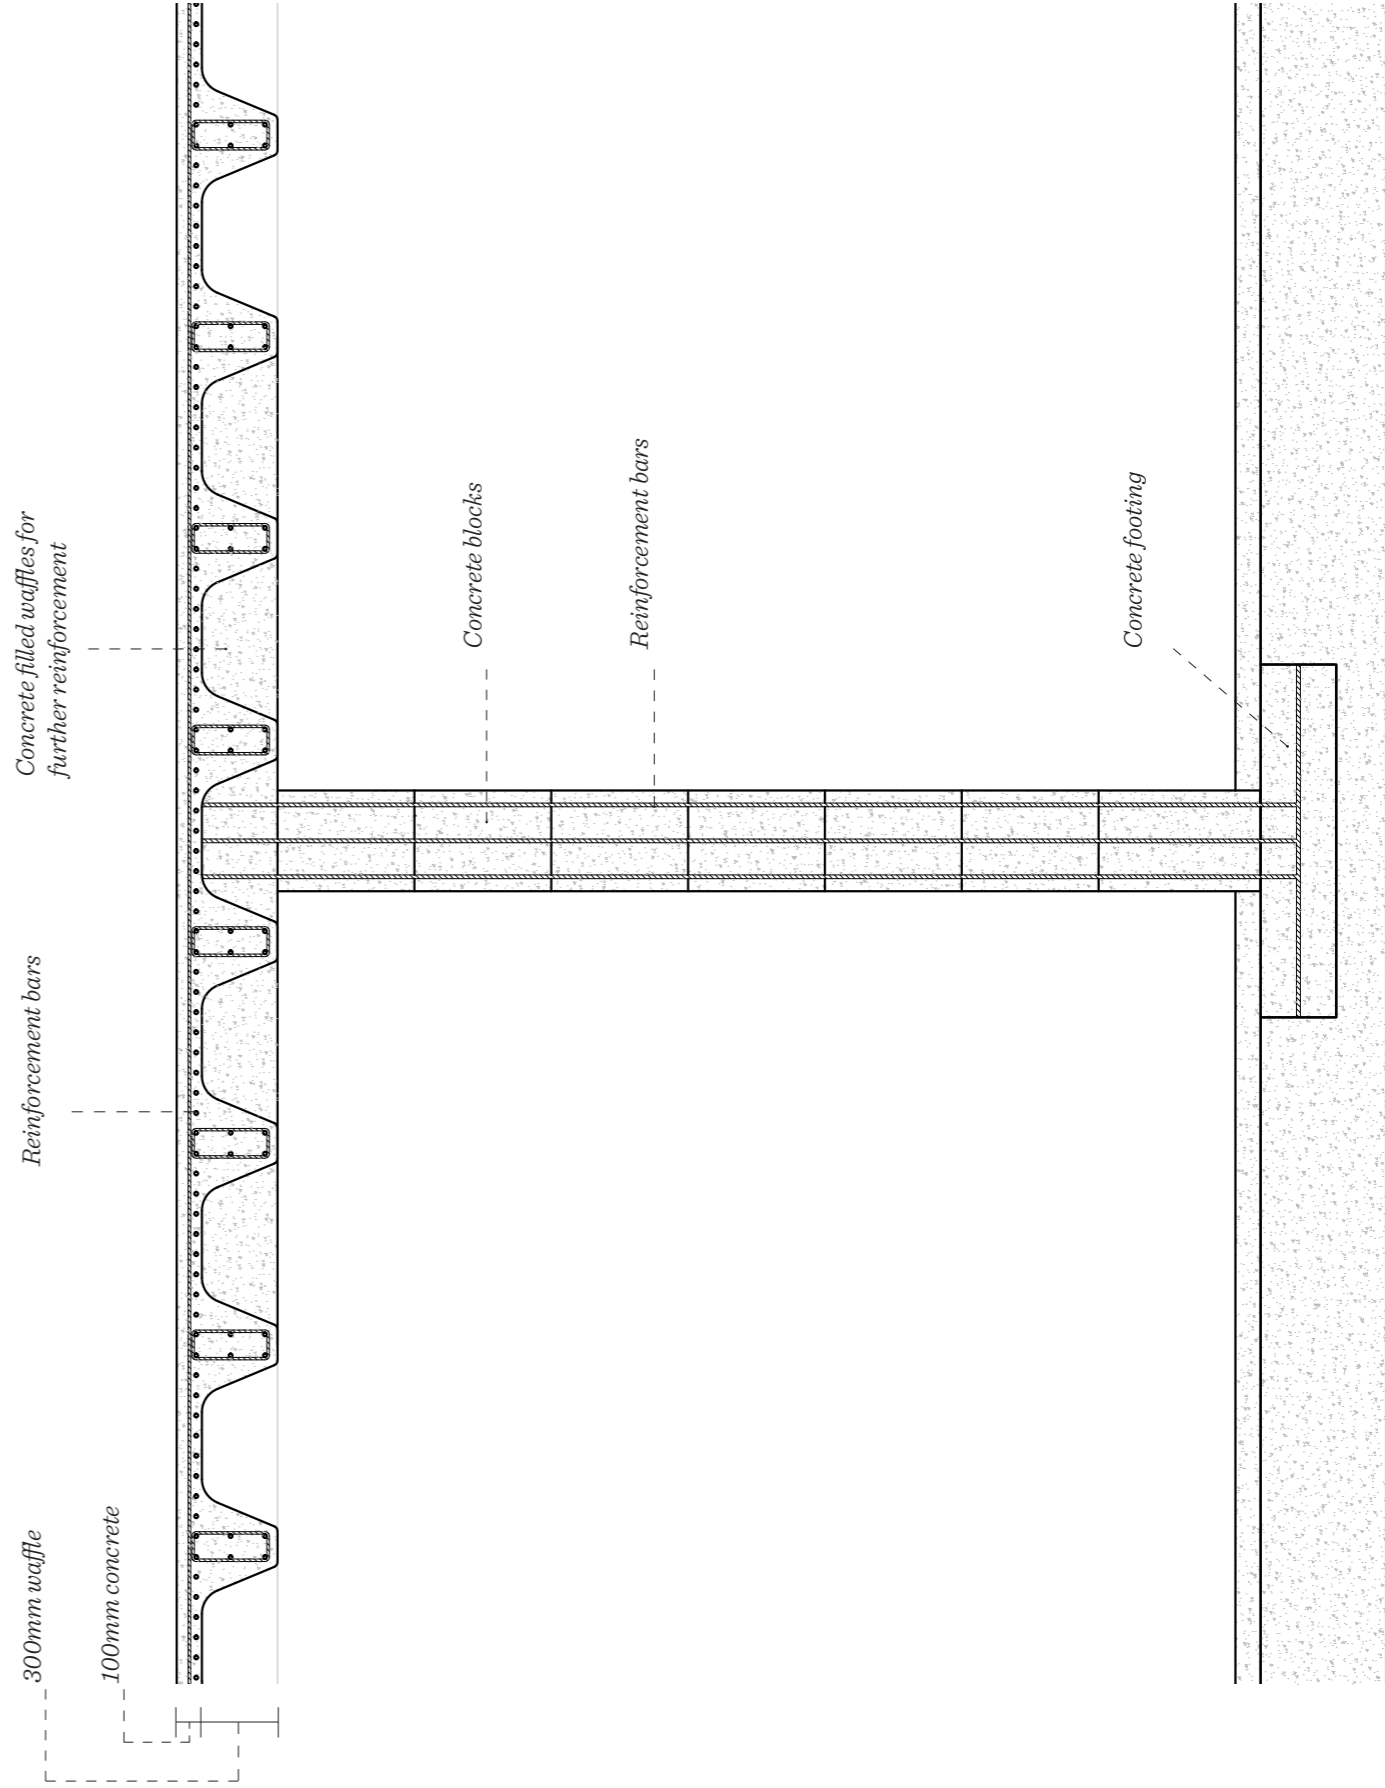 300mm waffle
100mm concrete
Reinforcement bars
Concrete filled waffles for
further reinforcement
Concrete blocks
Reinforcement bars
Concrete footing